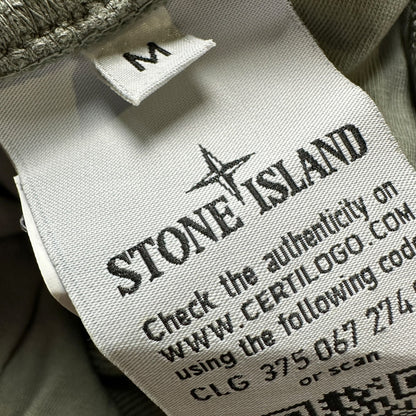 M
STONE ISLAND
Check the authenticity on
WWW.CERTILOGO.COM
using the following code
CLG 375 067 274
or scan